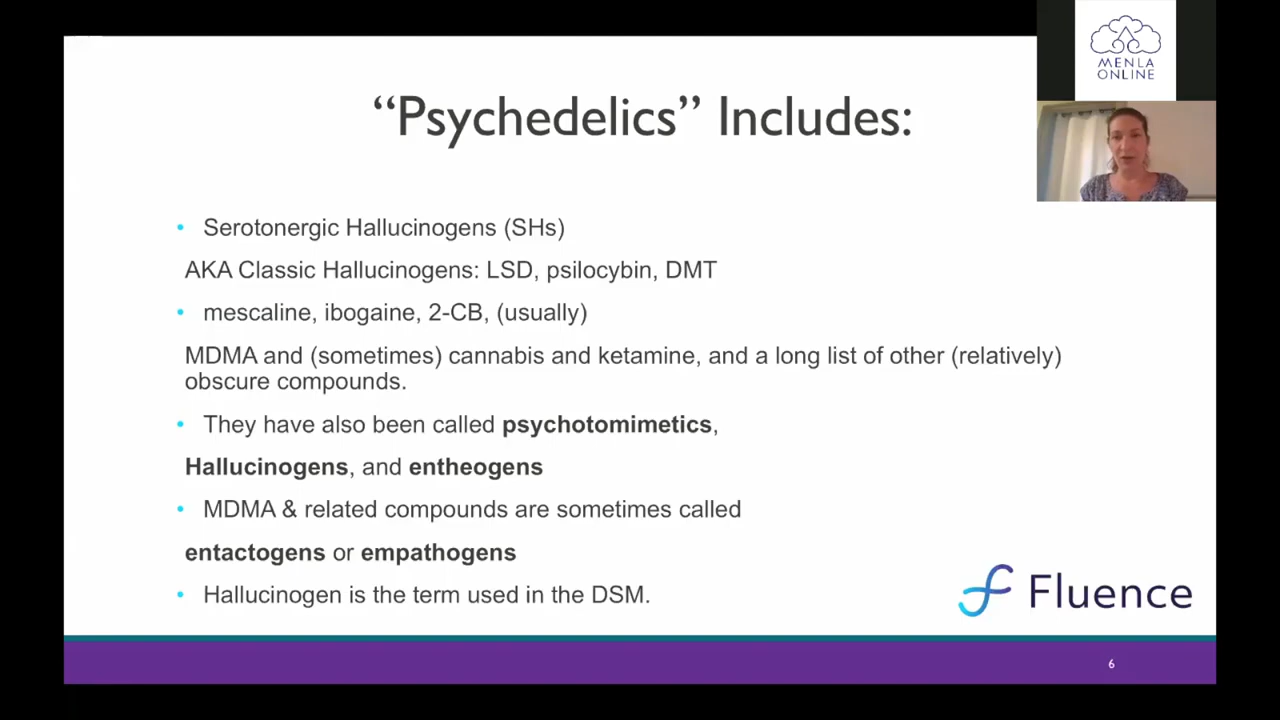 MENLA
ONLINE
“Psychedelics” Includes:
• Serotonergic Hallucinogens (SHs)
AKA Classic Hallucinogens: LSD, psilocybin, DMT
• mescaline, ibogaine, 2-CB, (usually)
MDMA and (sometimes) cannabis and ketamine, and a long list of other (relatively)
obscure compounds.
• They have also been called psychotomimetics,
Hallucinogens, and entheogens
• MDMA & related compounds are sometimes called
entactogens or empathogens
• Hallucinogen is the term used in the DSM.
Fluence
6